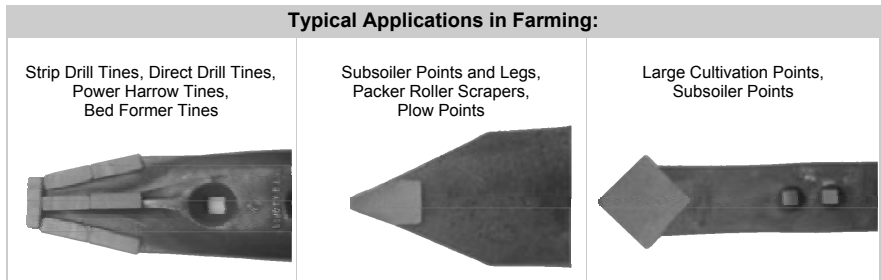 Typical Applications in Farming:
Strip Drill Tines, Direct Drill Tines,
Power Harrow Tines,
Bed Former Tines
Subsoiler Points and Legs,
Packer Roller Scrapers,
Plow Points
Large Cultivation Points,
Subsoiler Points